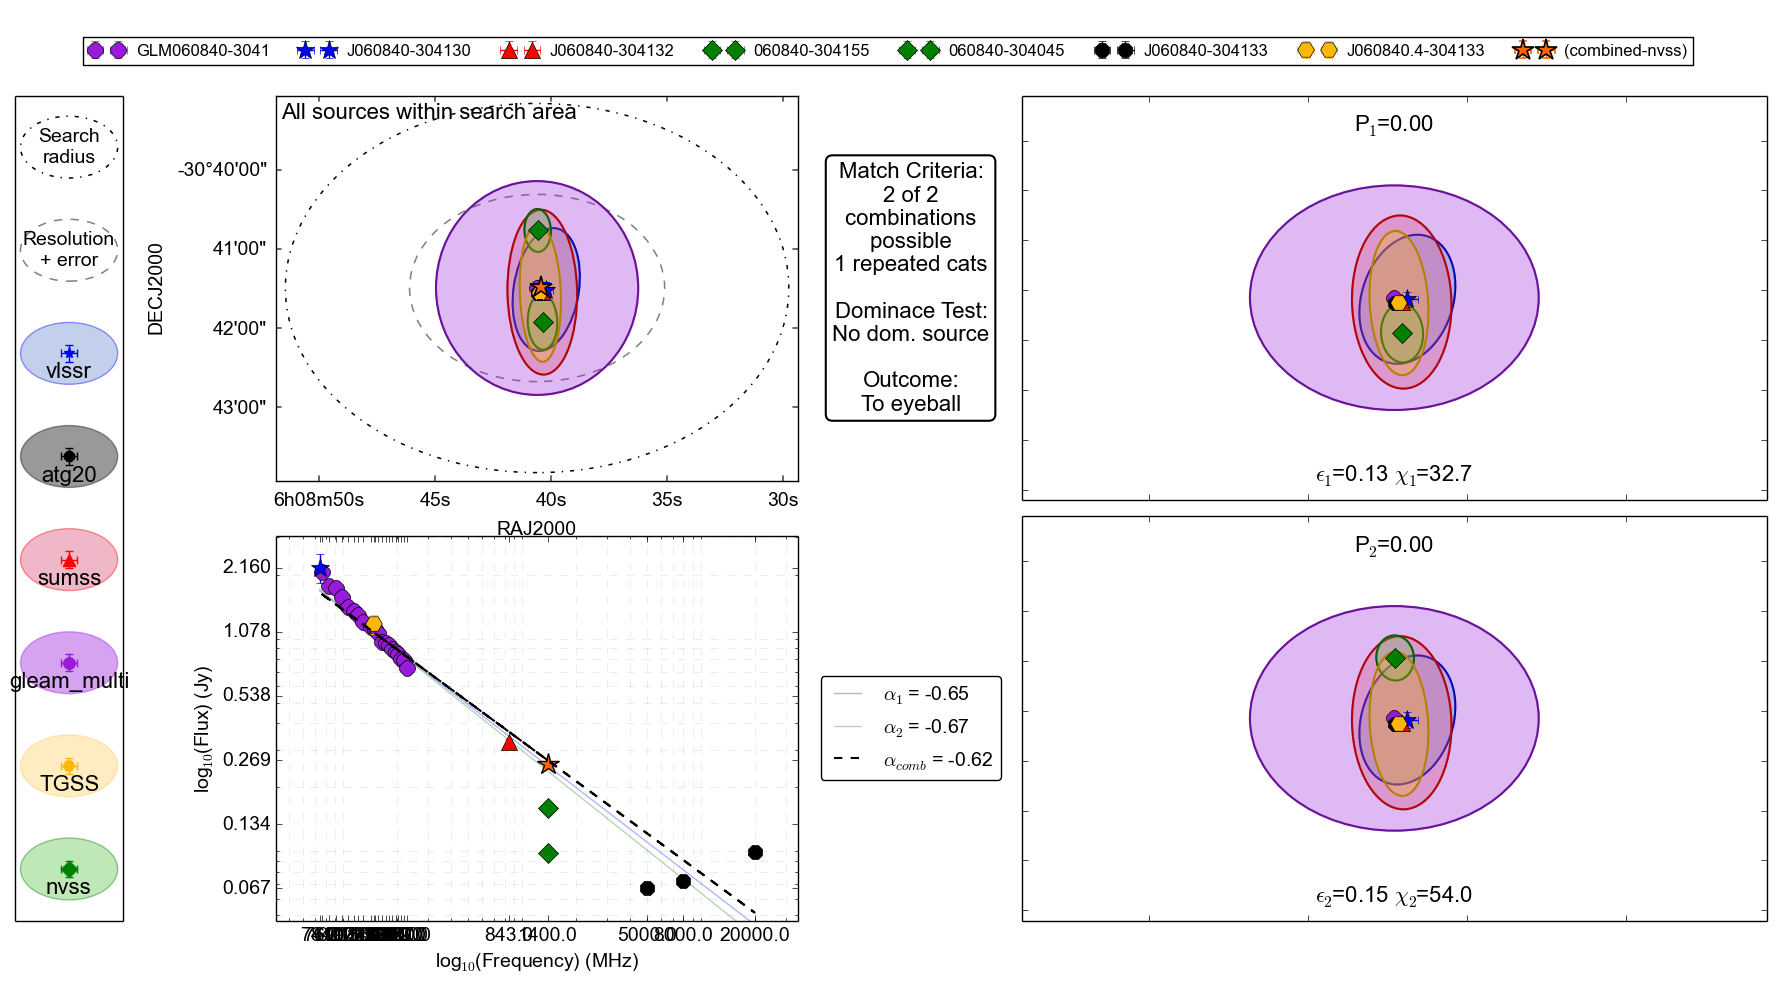 GLM060840-3041 J060840-304130 J060840-304132 060840-304155 060840-304045 J060840-304133 J060840.4-304133 (combined-nvss)
Search
radius
Resolution
+ error
vlssr
atg20
sumss
gleam_multi
TGSS
nvss
All sources within search area
DECJ2000
-30°40'00"
41'00"
42'00"
43'00"
6h08m50s 45s 40s 35s 30s
RAJ2000
Match Criteria:
2 of 2
combinations
possible
1 repeated cats
Dominace Test:
No dom. source
Outcome:
To eyeball
P1=0.00
ϵ1=0.13 χ1=32.7
log10(Flux) (Jy)
2.160
1.078
0.538
0.269
0.134
0.067
843.0 1400.0 5000.0 8000.0 20000.0
log10(Frequency) (MHz)
α1 = -0.65
α2 = -0.67
αcomb = -0.62
P2=0.00
ϵ2=0.15 χ2=54.0